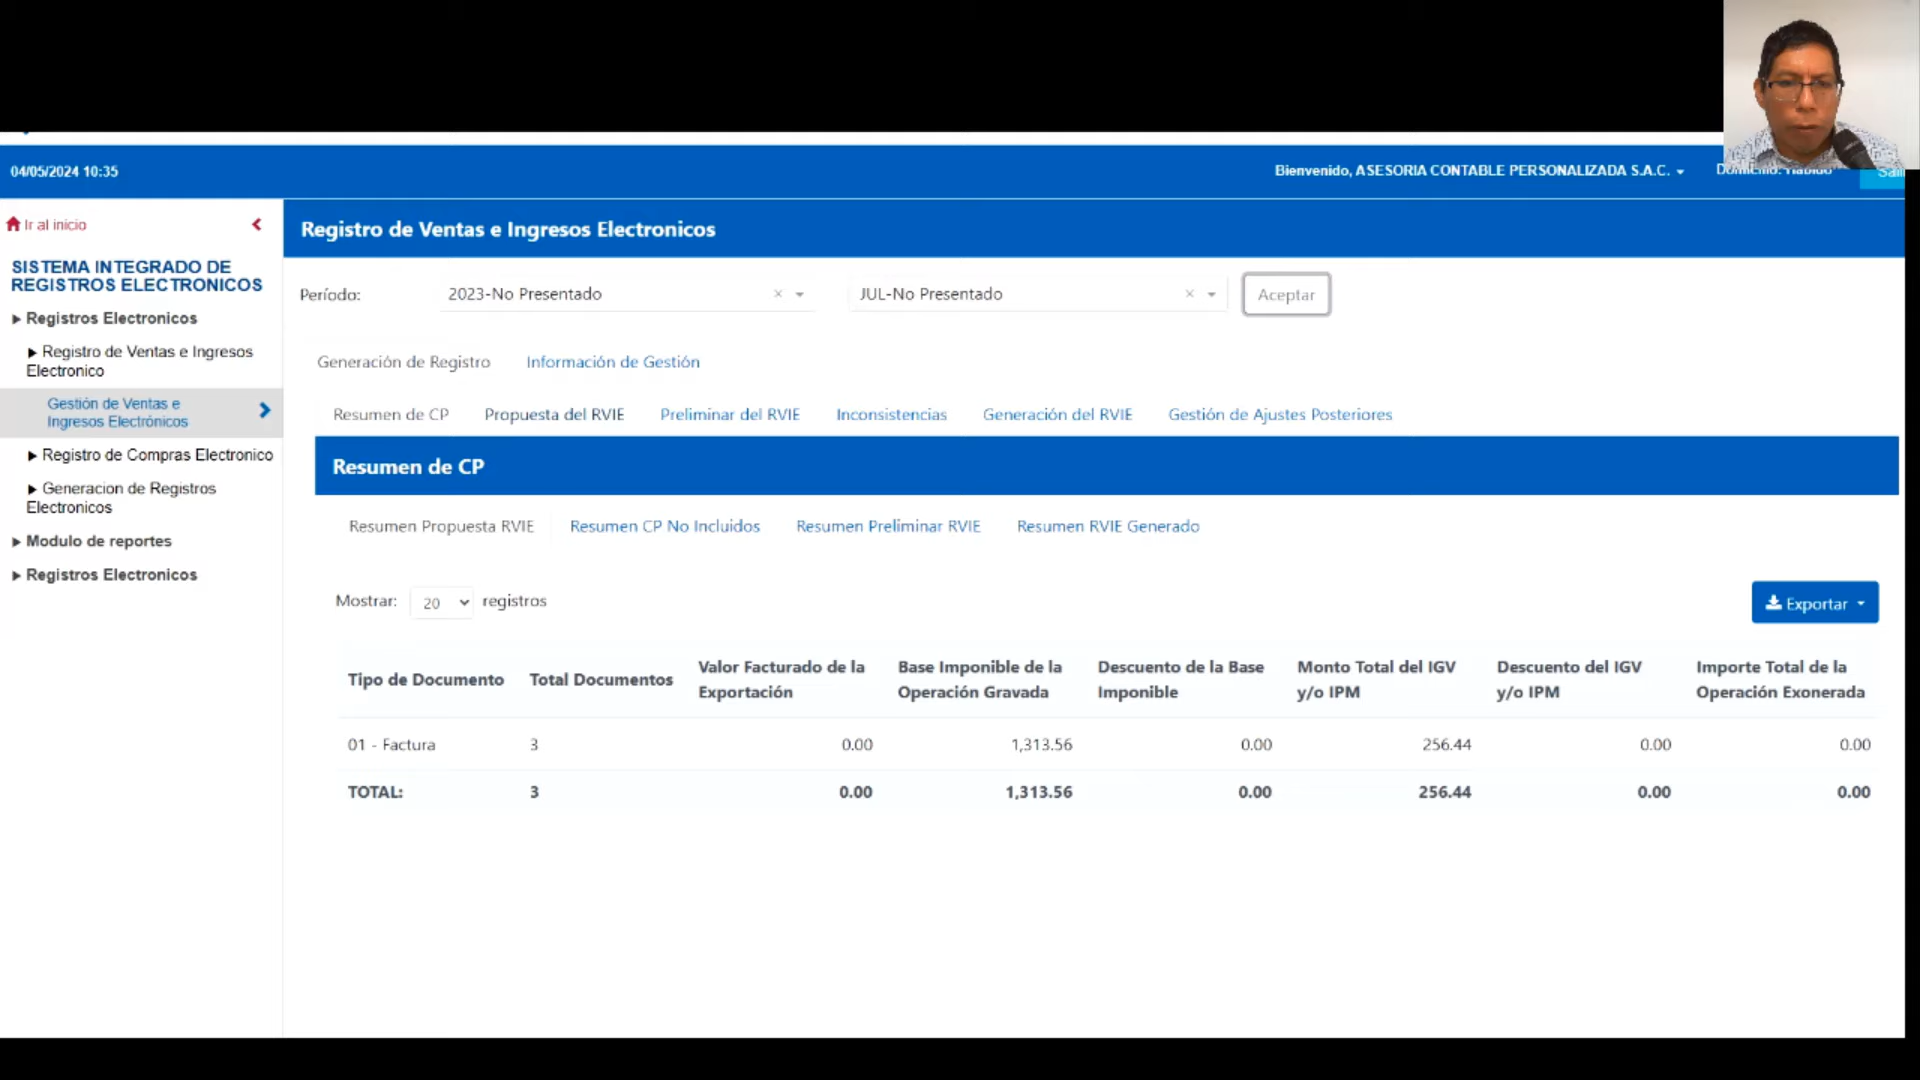 04/05/2024 10:35
Bienvenido, ASESORIA CONTABLE PERSONALIZADA S.A.C.
Domicilio: Habido
Ir al inicio
Registro de Ventas e Ingresos Electronicos
SISTEMA INTEGRADO DE
REGISTROS ELECTRONICOS
Registros Electronicos
Registro de Ventas e Ingresos
Electronico
Gestión de Ventas e
Ingresos Electrónicos
Registro de Compras Electronico
Generacion de Registros
Electronicos
Modulo de reportes
Registros Electronicos
Período: 2023-No Presentado × JUL-No Presentado × Aceptar
Generación de Registro Información de Gestión
Resumen de CP Propuesta del RVIE Preliminar del RVIE Inconsistencias Generación del RVIE Gestión de Ajustes Posteriores
Resumen de CP
Resumen Propuesta RVIE Resumen CP No Incluidos Resumen Preliminar RVIE Resumen RVIE Generado
Mostrar: 20 registros Exportar
Tipo de Documento Total Documentos Valor Facturado de la Exportación Base Imponible de la Operación Gravada Descuento de la Base Imponible Monto Total del IGV y/o IPM Descuento del IGV y/o IPM Importe Total de la Operación Exonerada
01 - Factura 3 0.00 1,313.56 0.00 256.44 0.00 0.00
TOTAL: 3 0.00 1,313.56 0.00 256.44 0.00 0.00